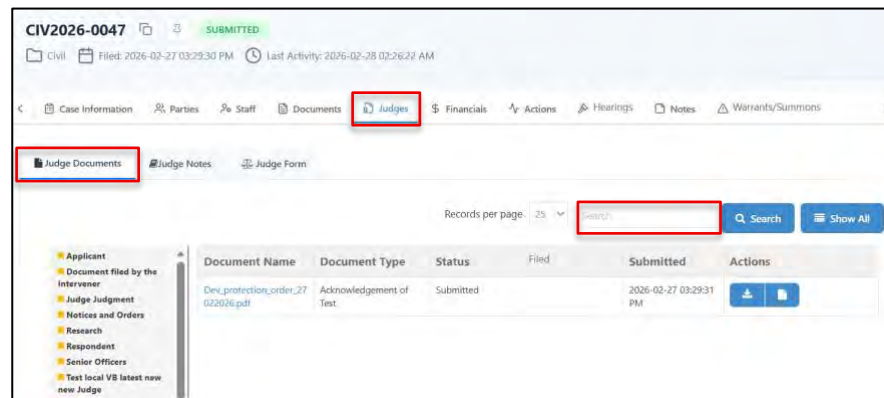 CIV2026-0047 SUBMITTED
Civil Filed: 2026-02-27 03:29:30 PM Last Activity: 2026-02-28 02:26:22 AM
Case Information Parties Staff Documents Judges $ Financials Actions Hearings Notes Warrants/Summons
Judge Documents Judge Notes Judge Form
Records per page 25 Search Search Show All
Applicant
Document filed by the
intervener
Judge Judgment
Notices and Orders
Research
Respondent
Senior Officers
Test local VB latest new
new Judge
Document Name Document Type Status Filed Submitted Actions
Dev_protection_order_27 Acknowledgement of Submitted 2026-02-27 03:29:31
022026.pdf Test PM